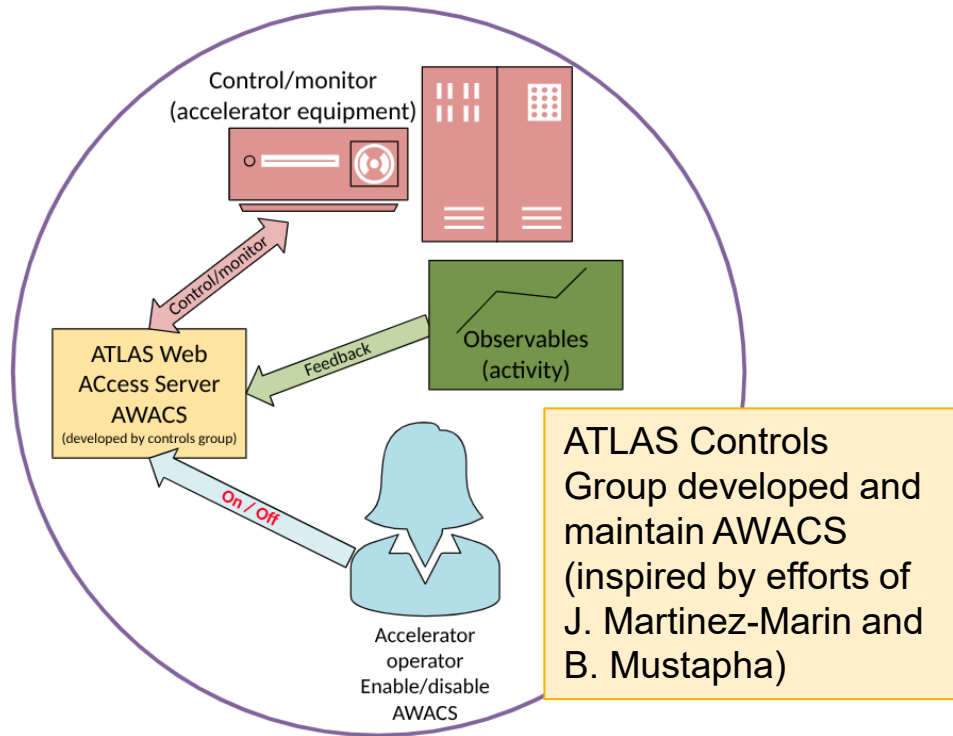 Control/monitor
(accelerator equipment)
Control/monitor
Observables
(activity)
Feedback
ATLAS Web
ACcess Server
AWACS
(developed by controls group)
On / Off
Accelerator
operator
Enable/disable
AWACS
ATLAS Controls
Group developed and
maintain AWACS
(inspired by efforts of
J. Martinez-Marin and
B. Mustapha)